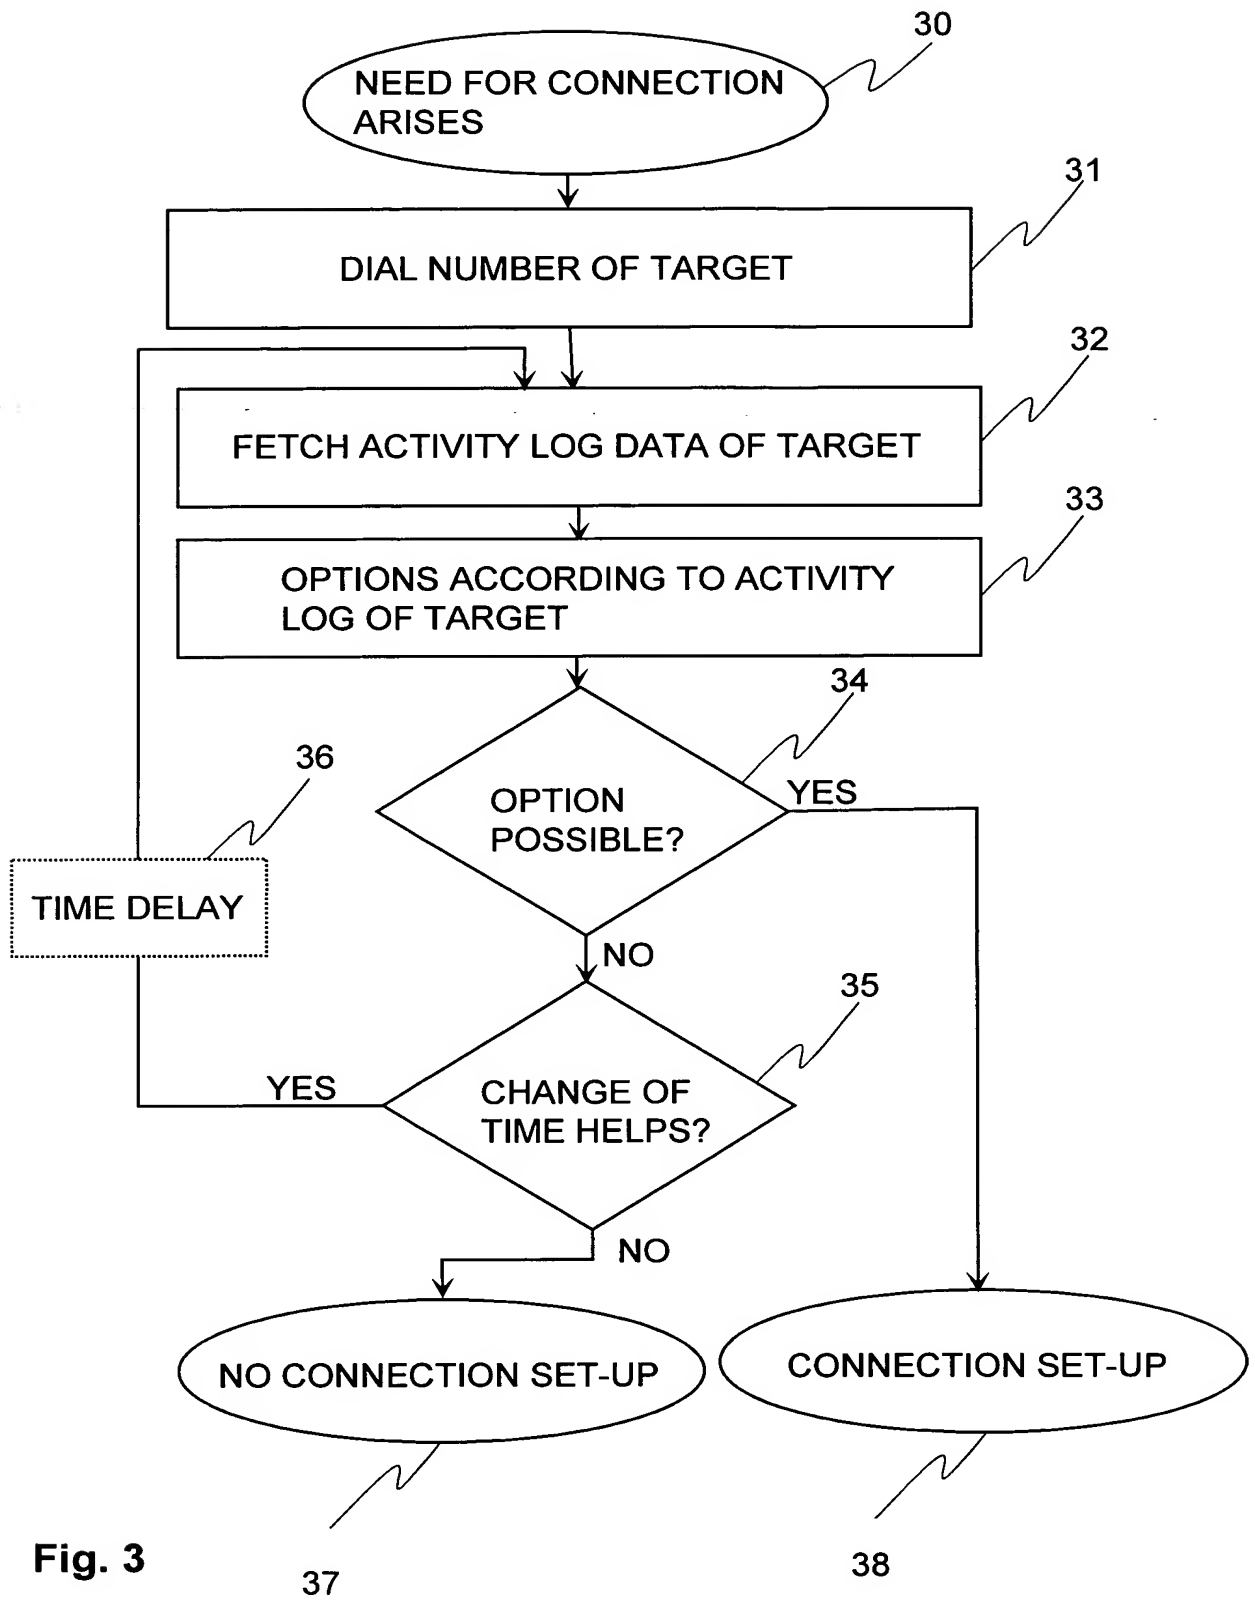 30
NEED FOR CONNECTION
ARISES
31
DIAL NUMBER OF TARGET
32
FETCH ACTIVITY LOG DATA OF TARGET
33
OPTIONS ACCORDING TO ACTIVITY
LOG OF TARGET
34
36
YES
OPTION
POSSIBLE?
TIME DELAY
NO
35
YES
CHANGE OF
TIME HELPS?
NO
NO CONNECTION SET-UP
CONNECTION SET-UP
Fig. 3
37
38